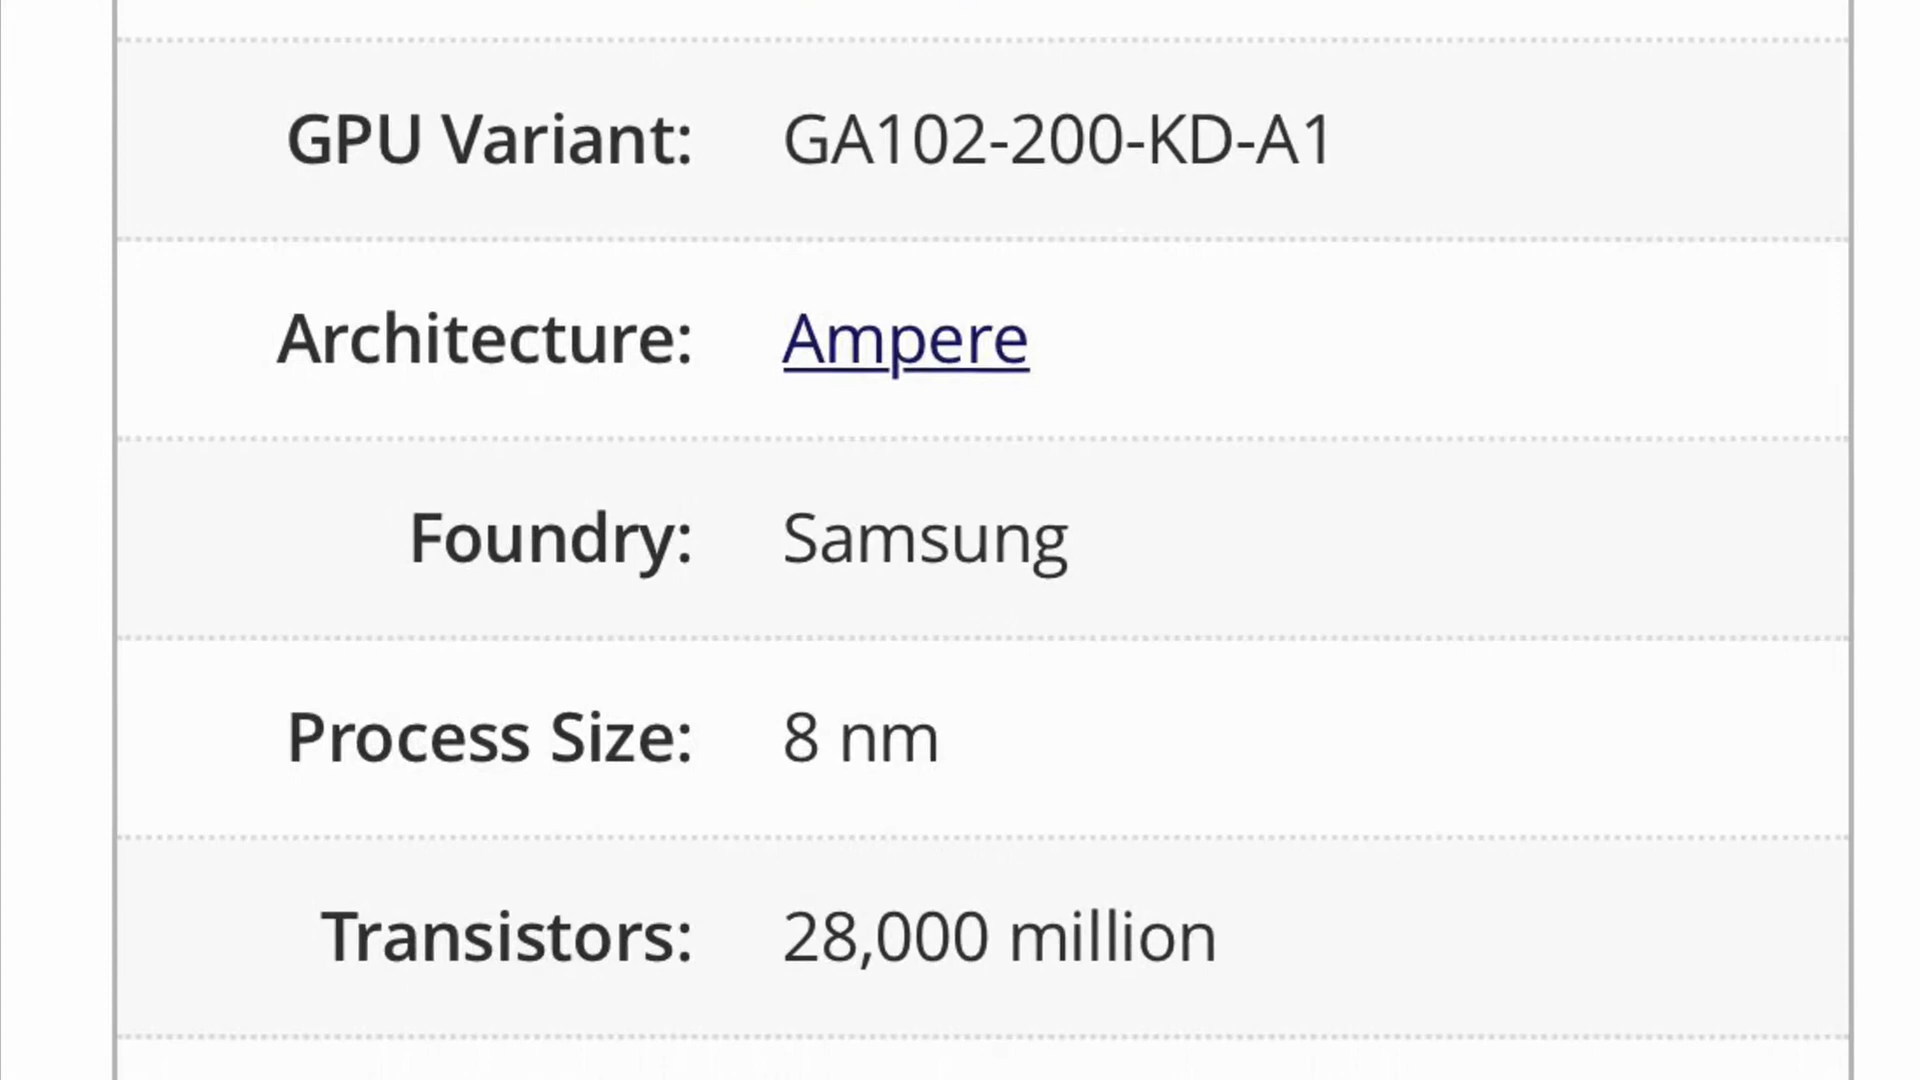 GPU Variant: GA102-200-KD-A1
Architecture: Ampere
Foundry: Samsung
Process Size: 8 nm
Transistors: 28,000 million